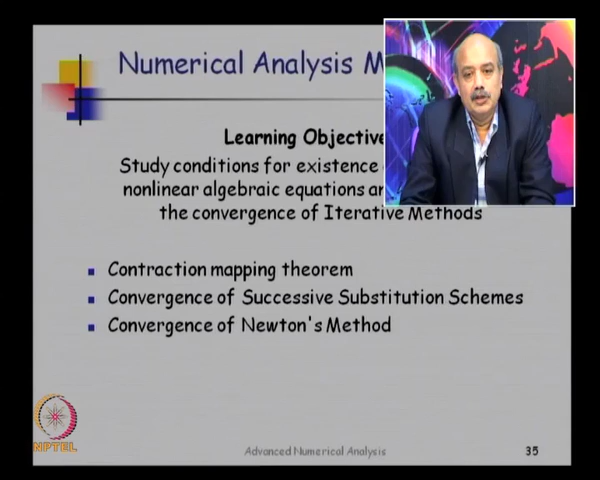 Numerical Analysis M
Learning Objective
Study conditions for existence
nonlinear algebraic equations an
the convergence of Iterative Methods
Contraction mapping theorem
Convergence of Successive Substitution Schemes
Convergence of Newton's Method
NPTEL
Advanced Numerical Analysis 35